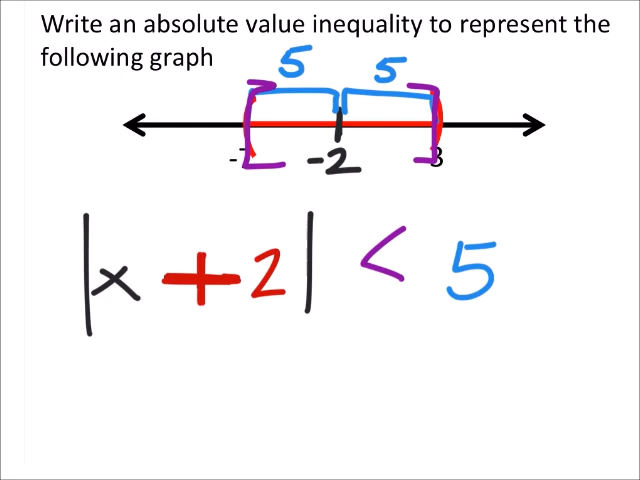 Write an absolute value inequality to represent the
following graph
5 5
-2 3
|x + 2| < 5